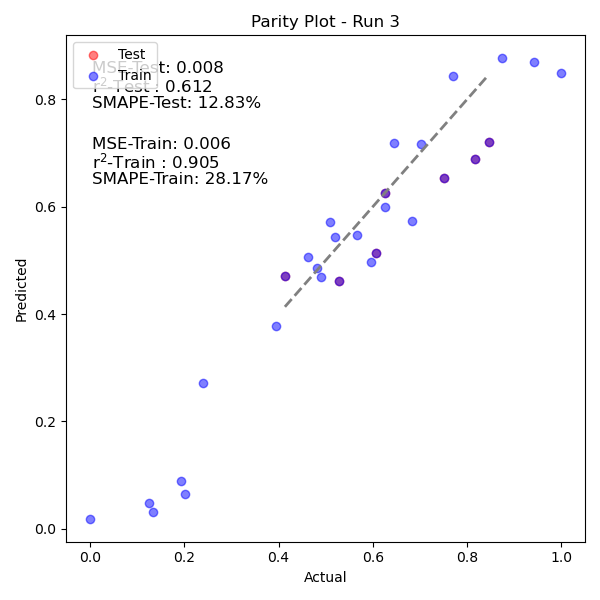 Parity Plot - Run 3
Test
Train
MSE-Test: 0.008
r²-Test : 0.612
SMAPE-Test: 12.83%
MSE-Train: 0.006
r²-Train : 0.905
SMAPE-Train: 28.17%
Predicted
0.8
0.6
0.4
0.2
0.0
0.0 0.2 0.4 0.6 0.8 1.0
Actual